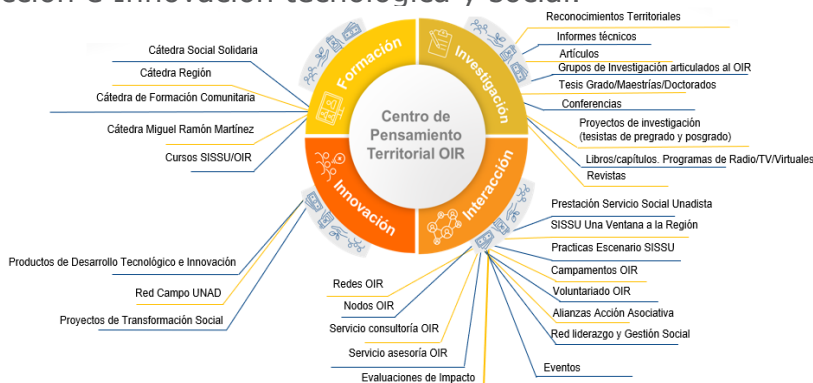 cción e Innovación tecnológica y social.
Cátedra Social Solidaria
Cátedra Región
Cátedra de Formación Comunitaria
Cátedra Miguel Ramón Martínez
Cursos SISSU/OIR
Formación
Investigación
Centro de
Pensamiento
Territorial OIR
Innovación
Interacción
Reconocimientos Territoriales
Informes técnicos
Artículos
Grupos de Investigación articulados al OIR
Tesis Grado/Maestrías/Doctorados
Conferencias
Proyectos de investigación
(tesistas de pregrado y posgrado)
Libros/capítulos. Programas de Radio/TV/Virtuales
Revistas
Prestación Servicio Social Unadista
SISSU Una Ventana a la Región
Practicas Escenario SISSU
Campamentos OIR
Voluntariado OIR
Alianzas Acción Asociativa
Red liderazgo y Gestión Social
Eventos
Redes OIR
Nodos OIR
Servicio consultoría OIR
Servicio asesoría OIR
Evaluaciones de Impacto
Productos de Desarrollo Tecnológico e Innovación
Red Campo UNAD
Proyectos de Transformación Social